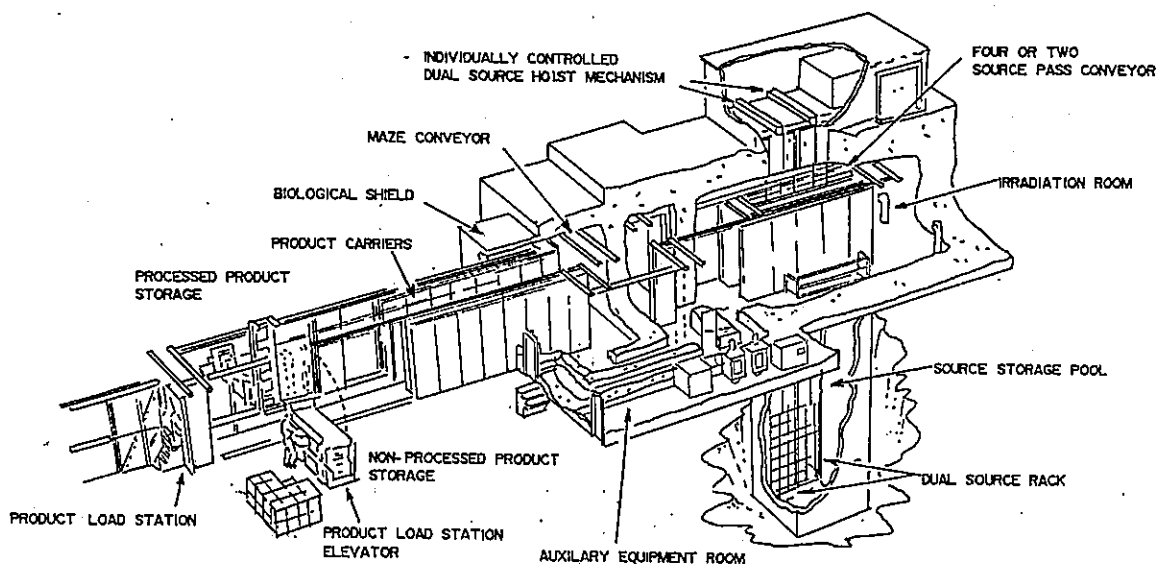 INDIVIDUALLY CONTROLLED
DUAL SOURCE HOIST MECHANISM
FOUR OR TWO
SOURCE PASS CONVEYOR
MAZE CONVEYOR
BIOLOGICAL SHIELD
IRRADIATION ROOM
PRODUCT CARRIERS
PROCESSED PRODUCT
STORAGE
SOURCE STORAGE POOL
NON-PROCESSED PRODUCT
STORAGE
DUAL SOURCE RACK
PRODUCT LOAD STATION
PRODUCT LOAD STATION
ELEVATOR
AUXILARY EQUIPMENT ROOM